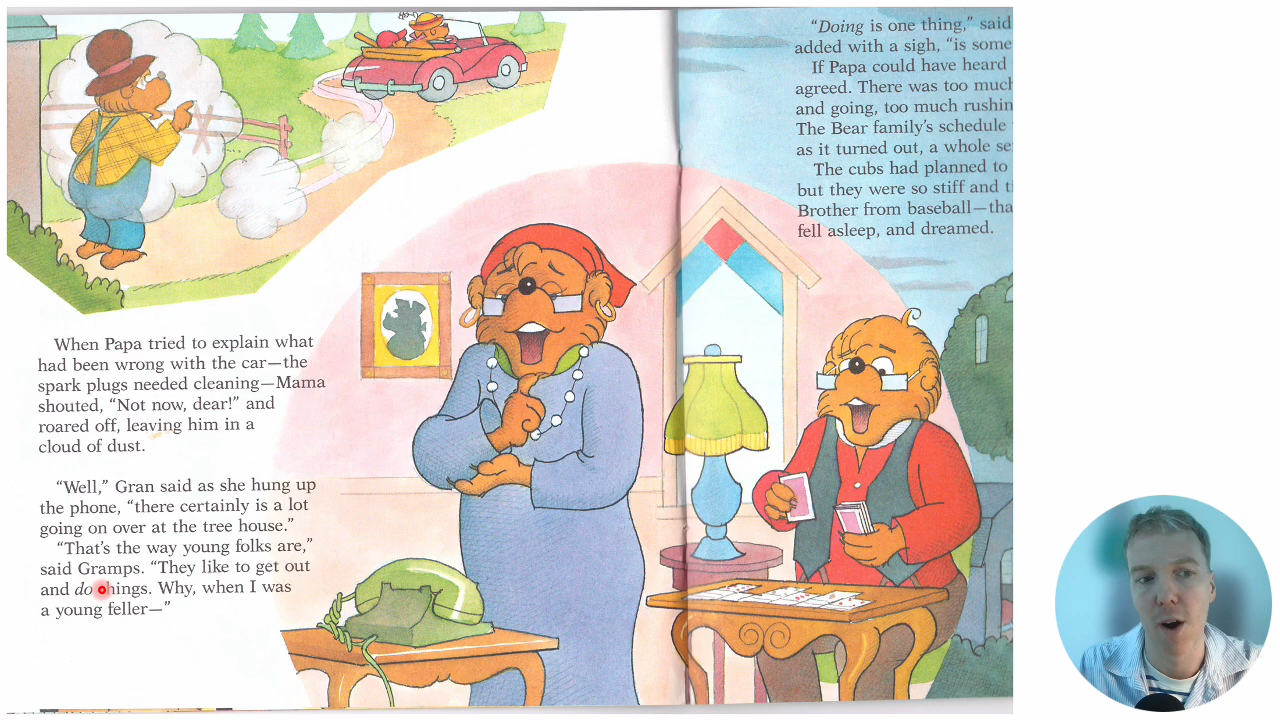 When Papa tried to explain what
had been wrong with the car—the
spark plugs needed cleaning—Mama
shouted, “Not now, dear!” and
roared off, leaving him in a
cloud of dust.
“Well,” Gran said as she hung up
the phone, “there certainly is a lot
going on over at the tree house.”
“That’s the way young folks are,”
said Gramps. “They like to get out
and do things. Why, when I was
a young feller—”
“Doing is one thing,” said
added with a sigh, “is some
If Papa could have heard
agreed. There was too much
and going, too much rushin
The Bear family’s schedule
as it turned out, a whole se
The cubs had planned to
but they were so stiff and ti
Brother from baseball—tha
fell asleep, and dreamed.